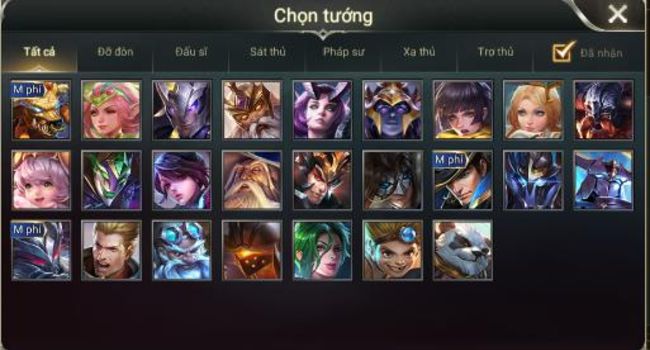 Chọn tướng
Tất cả Đỡ đòn Đấu sĩ Sát thủ Pháp sư Xạ thủ Trợ thủ Đã nhận
M phí
M phí
M phí